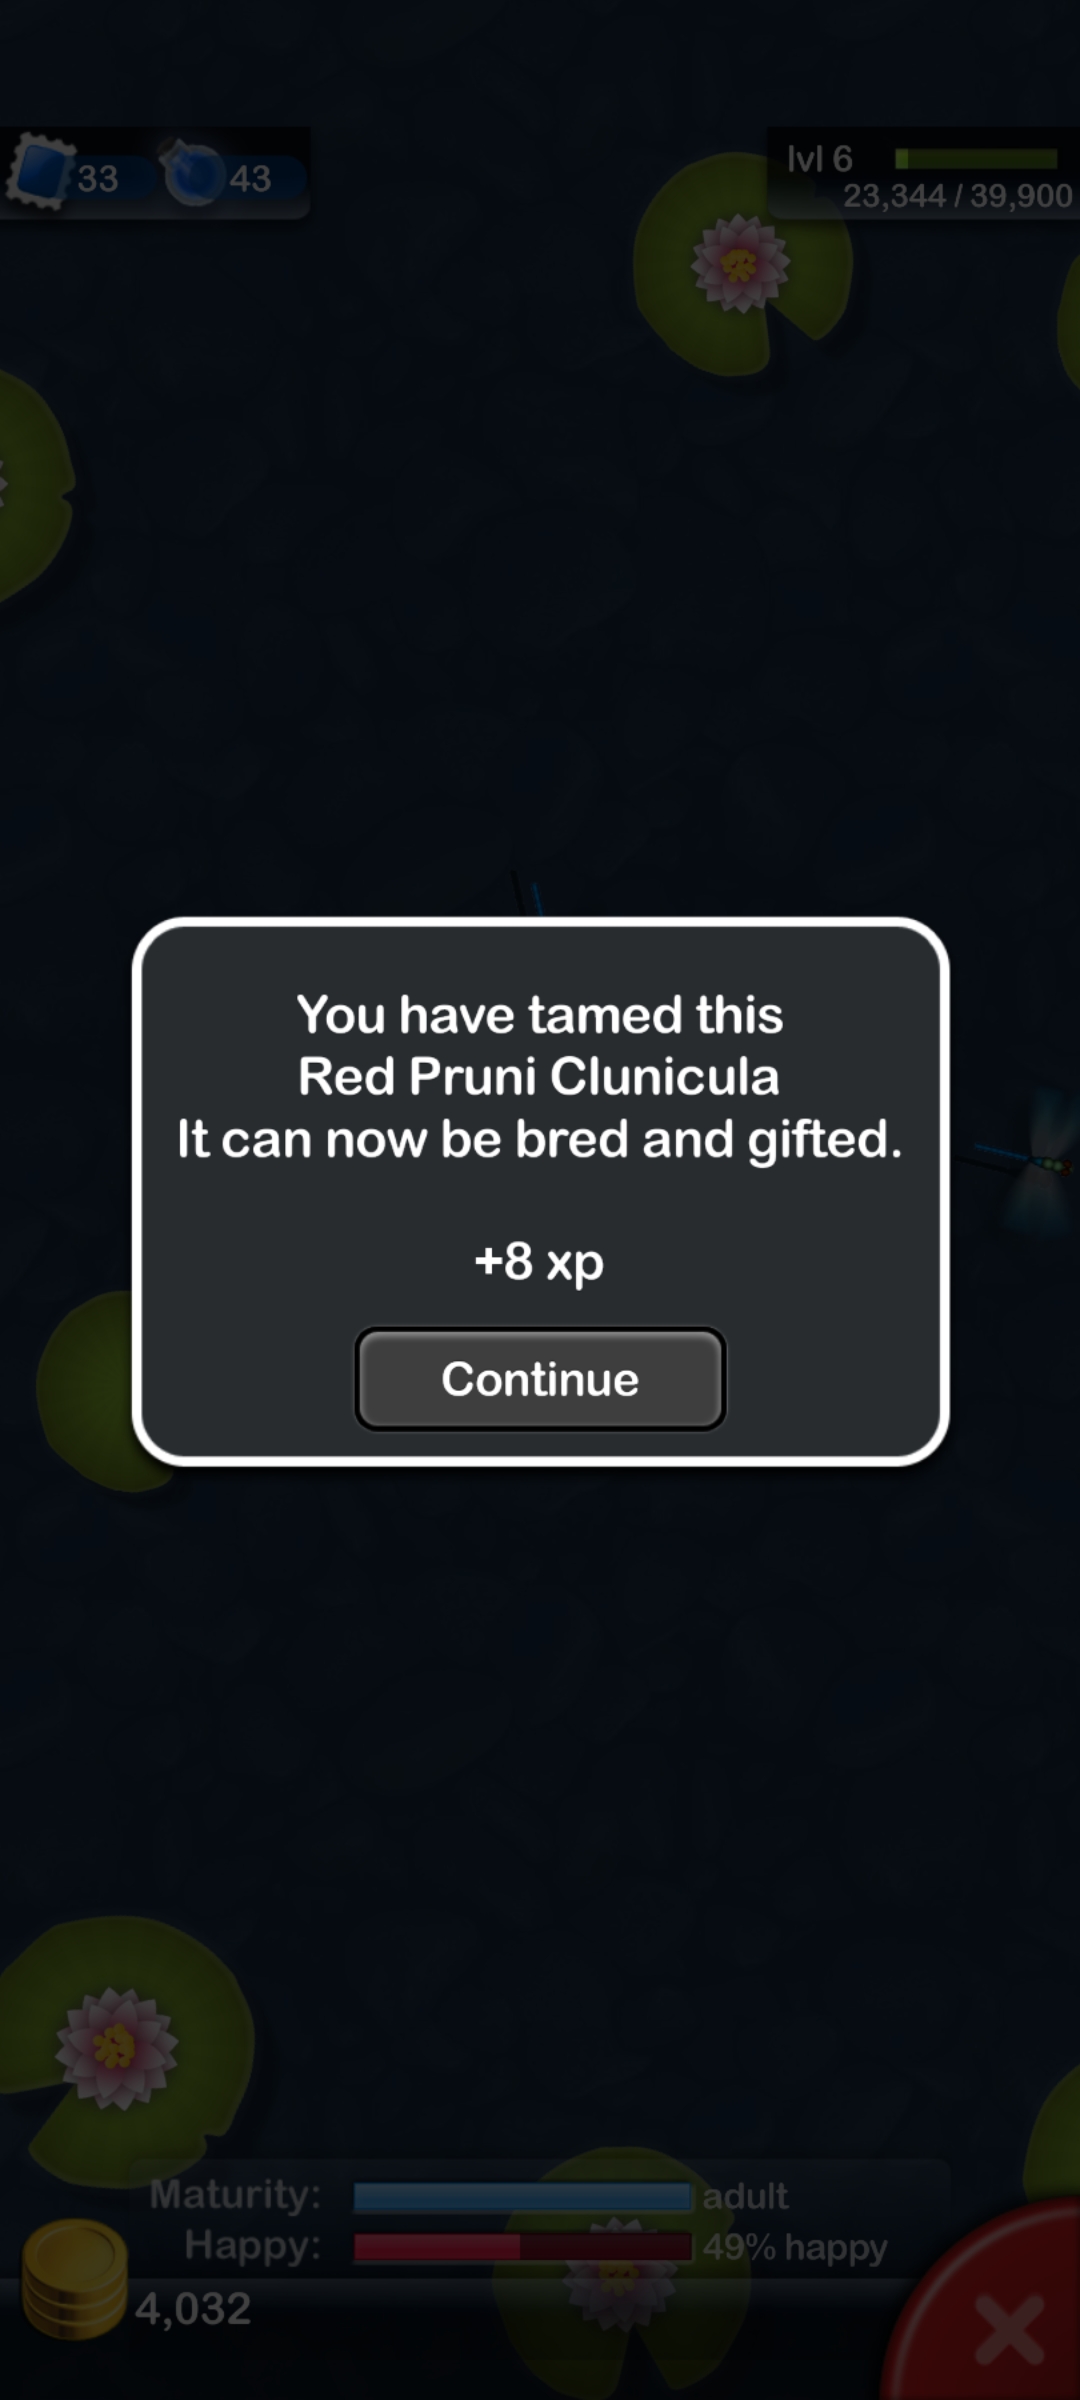 33
43
lvl 6
23,344 / 39,900
You have tamed this
Red Pruni Clunicula
It can now be bred and gifted.
+8 xp
Continue
Maturity: adult
Happy: 49% happy
4,032